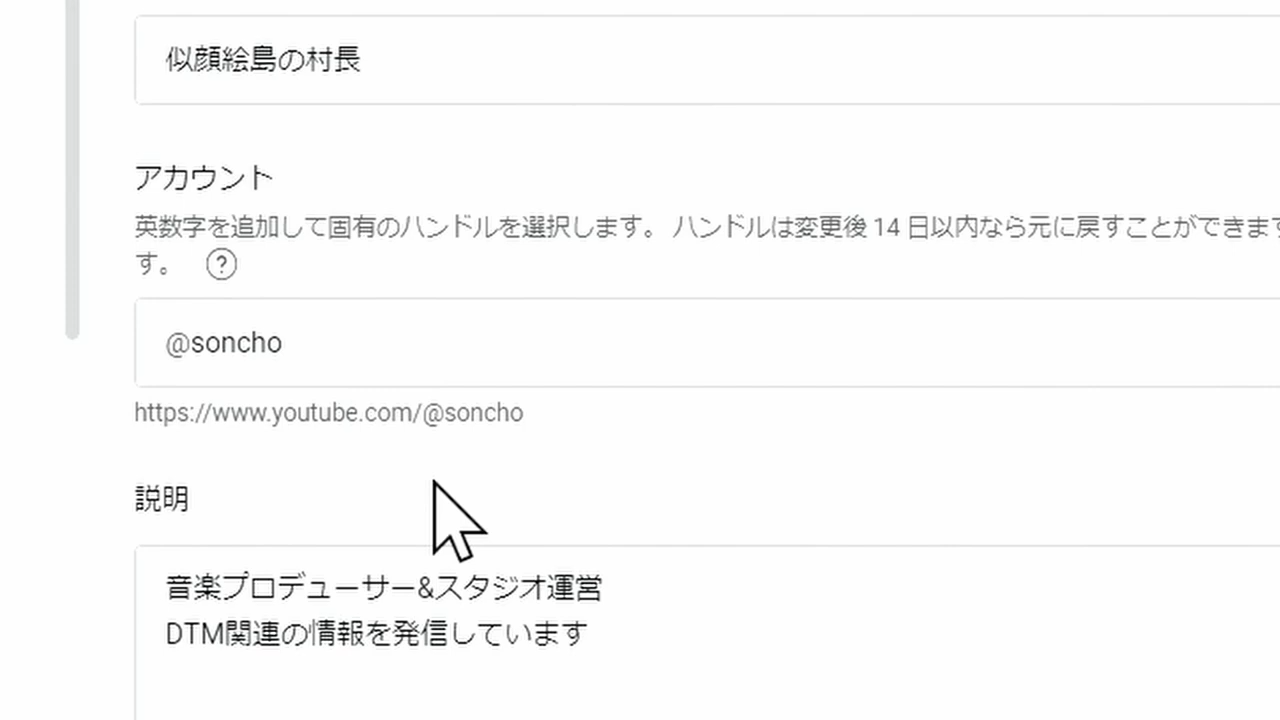 似顔絵島の村長
アカウント
英数字を追加して固有のハンドルを選択します。 ハンドルは変更後 14 日以内なら元に戻すことができます
す。 ?
@soncho
https://www.youtube.com/@soncho
説明
音楽プロデューサー&スタジオ運営
DTM関連の情報を発信しています